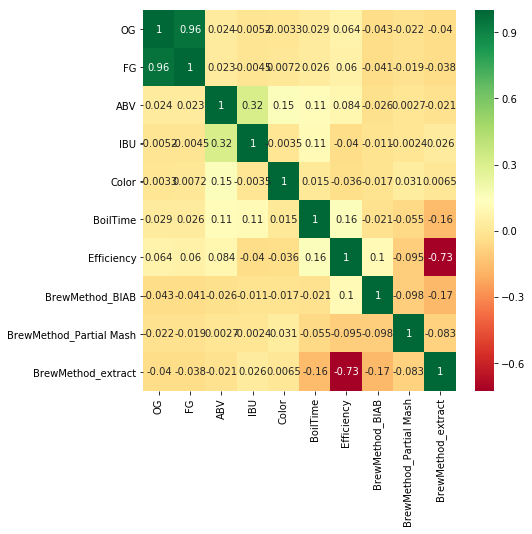 OG 1 0.96 0.024 -0.0052 -0.0033 0.029 0.064 -0.043 -0.022 -0.04
FG 0.96 1 0.023 -0.0045 0.0072 0.026 0.06 -0.041 -0.019 -0.038
ABV 0.024 0.023 1 0.32 0.15 0.11 0.084 -0.026 0.0027 -0.021
IBU -0.0052 -0.0045 0.32 1 -0.0035 0.11 -0.04 -0.011 -0.0024 0.026
Color -0.0033 0.0072 0.15 -0.0035 1 0.015 -0.036 -0.017 0.031 0.0065
BoilTime 0.029 0.026 0.11 0.11 0.015 1 0.16 -0.021 -0.055 -0.16
Efficiency 0.064 0.06 0.084 -0.04 -0.036 0.16 1 0.1 -0.095 -0.73
BrewMethod_BIAB -0.043 -0.041 -0.026 -0.011 -0.017 -0.021 0.1 1 -0.098 -0.17
BrewMethod_Partial Mash -0.022 -0.019 0.0027 -0.0024 0.031 -0.055 -0.095 -0.098 1 -0.083
BrewMethod_extract -0.04 -0.038 -0.021 0.026 0.0065 -0.16 -0.73 -0.17 -0.083 1
OG
FG
ABV
IBU
Color
BoilTime
Efficiency
BrewMethod_BIAB
BrewMethod_Partial Mash
BrewMethod_extract
0.9
0.6
0.3
0.0
−0.3
−0.6